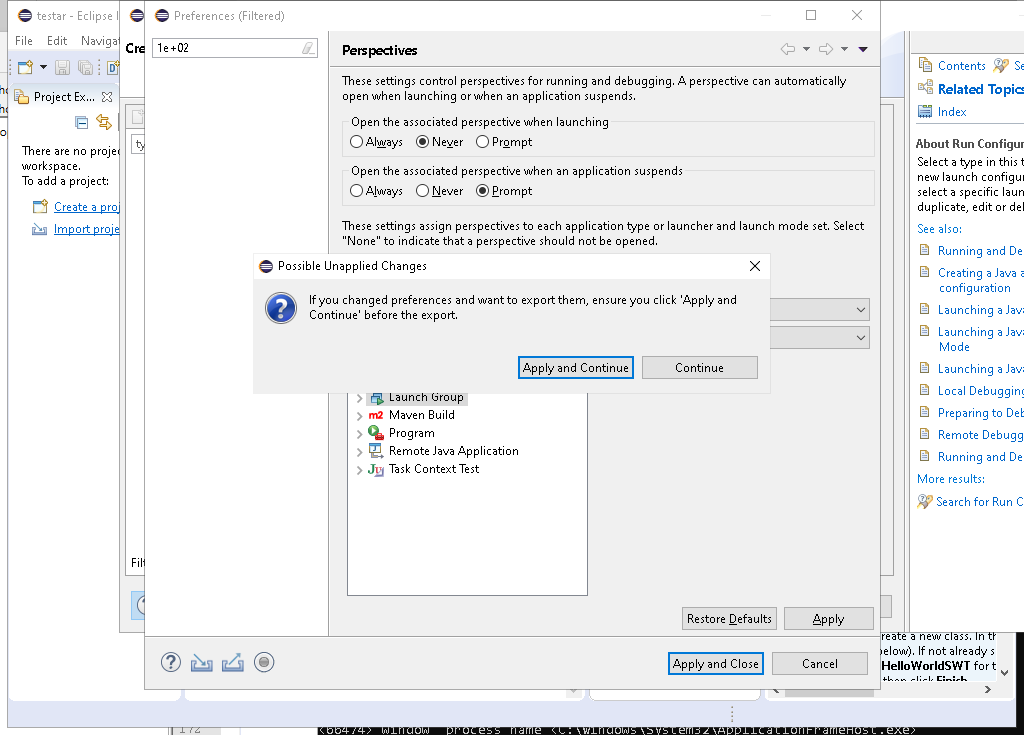 testar - Eclipse I
Preferences (Filtered)
File Edit Navigat
Cre
1e+02
Perspectives
These settings control perspectives for running and debugging. A perspective can automatically
open when launching or when an application suspends.
Open the associated perspective when launching
Always Never Prompt
Open the associated perspective when an application suspends
Always Never Prompt
These settings assign perspectives to each application type or launcher and launch mode set. Select
"None" to indicate that a perspective should not be opened.
Project Ex...
ty
There are no projec
workspace.
To add a project:
Create a proj
Import proje
Possible Unapplied Changes
If you changed preferences and want to export them, ensure you click 'Apply and
Continue' before the export.
Apply and Continue Continue
Launch Group
Maven Build
Program
Remote Java Application
Task Context Test
Filt
Restore Defaults Apply
Apply and Close Cancel
Contents Se
Related Topics
Index
About Run Configur
Select a type in this t
new launch configur
select a specific laun
duplicate, edit or del
See also:
Running and De
Creating a Java a
configuration
Launching a Java
Launching a Java
Mode
Launching a Java
Local Debugging
Preparing to Deb
Remote Debugg
Running and De
More results:
Search for Run C
reate a new class. In th
below). If not already s
HelloWorldSWT for t
then click Finish.
172
<66474> window process name <C:\Windows\System32\ApplicationFrameHost.exe>